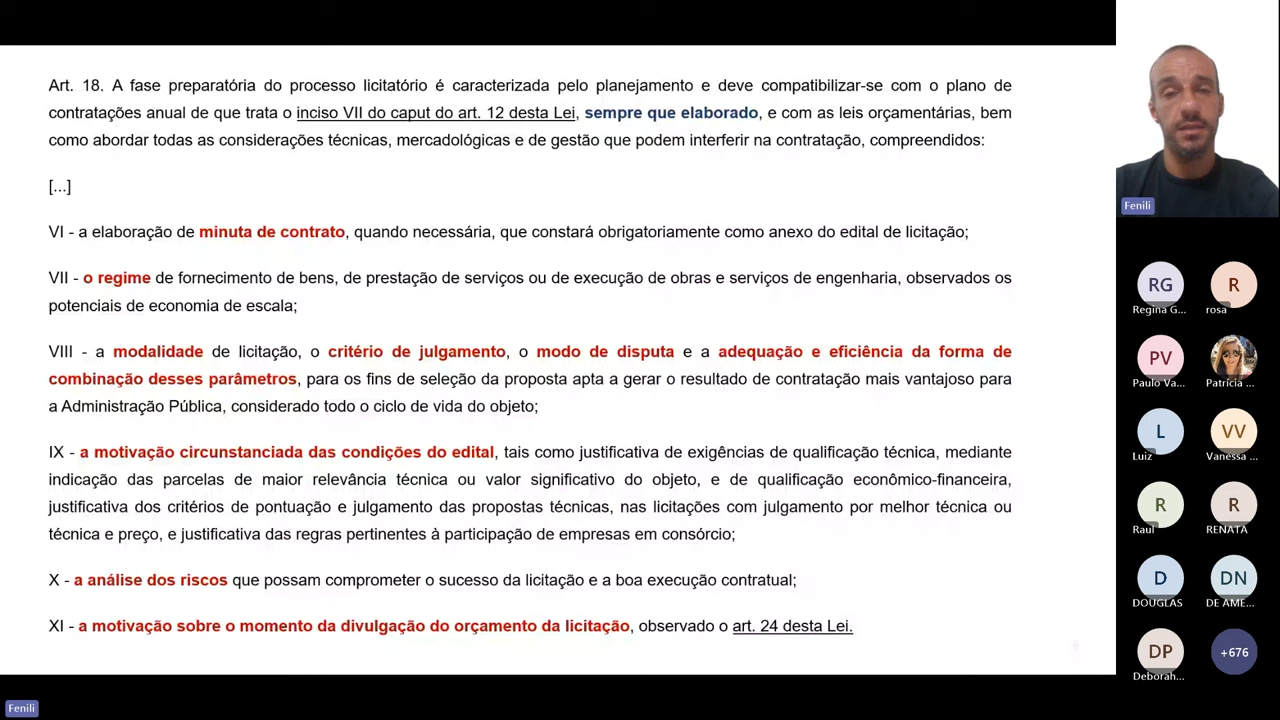 Art. 18. A fase preparatória do processo licitatório é caracterizada pelo planejamento e deve compatibilizar-se com o plano de
contratações anual de que trata o inciso VII do caput do art. 12 desta Lei, sempre que elaborado, e com as leis orçamentárias, bem
como abordar todas as considerações técnicas, mercadológicas e de gestão que podem interferir na contratação, compreendidos:
[...]
VI - a elaboração de minuta de contrato, quando necessária, que constará obrigatoriamente como anexo do edital de licitação;
VII - o regime de fornecimento de bens, de prestação de serviços ou de execução de obras e serviços de engenharia, observados os
potenciais de economia de escala;
VIII - a modalidade de licitação, o critério de julgamento, o modo de disputa e a adequação e eficiência da forma de
combinação desses parâmetros, para os fins de seleção da proposta apta a gerar o resultado de contratação mais vantajoso para
a Administração Pública, considerado todo o ciclo de vida do objeto;
IX - a motivação circunstanciada das condições do edital, tais como justificativa de exigências de qualificação técnica, mediante
indicação das parcelas de maior relevância técnica ou valor significativo do objeto, e de qualificação econômico-financeira,
justificativa dos critérios de pontuação e julgamento das propostas técnicas, nas licitações com julgamento por melhor técnica ou
técnica e preço, e justificativa das regras pertinentes à participação de empresas em consórcio;
X - a análise dos riscos que possam comprometer o sucesso da licitação e a boa execução contratual;
XI - a motivação sobre o momento da divulgação do orçamento da licitação, observado o art. 24 desta Lei.
6
Fenili
Fenili
RG
R
Regina G...
rosa
PV
Paulo Va...
Patrícia ...
L
VV
Luiz
Vanessa ...
R
R
Raul
RENATA
D
DN
DOUGLAS
DE AME...
DP
+676
Deborah...